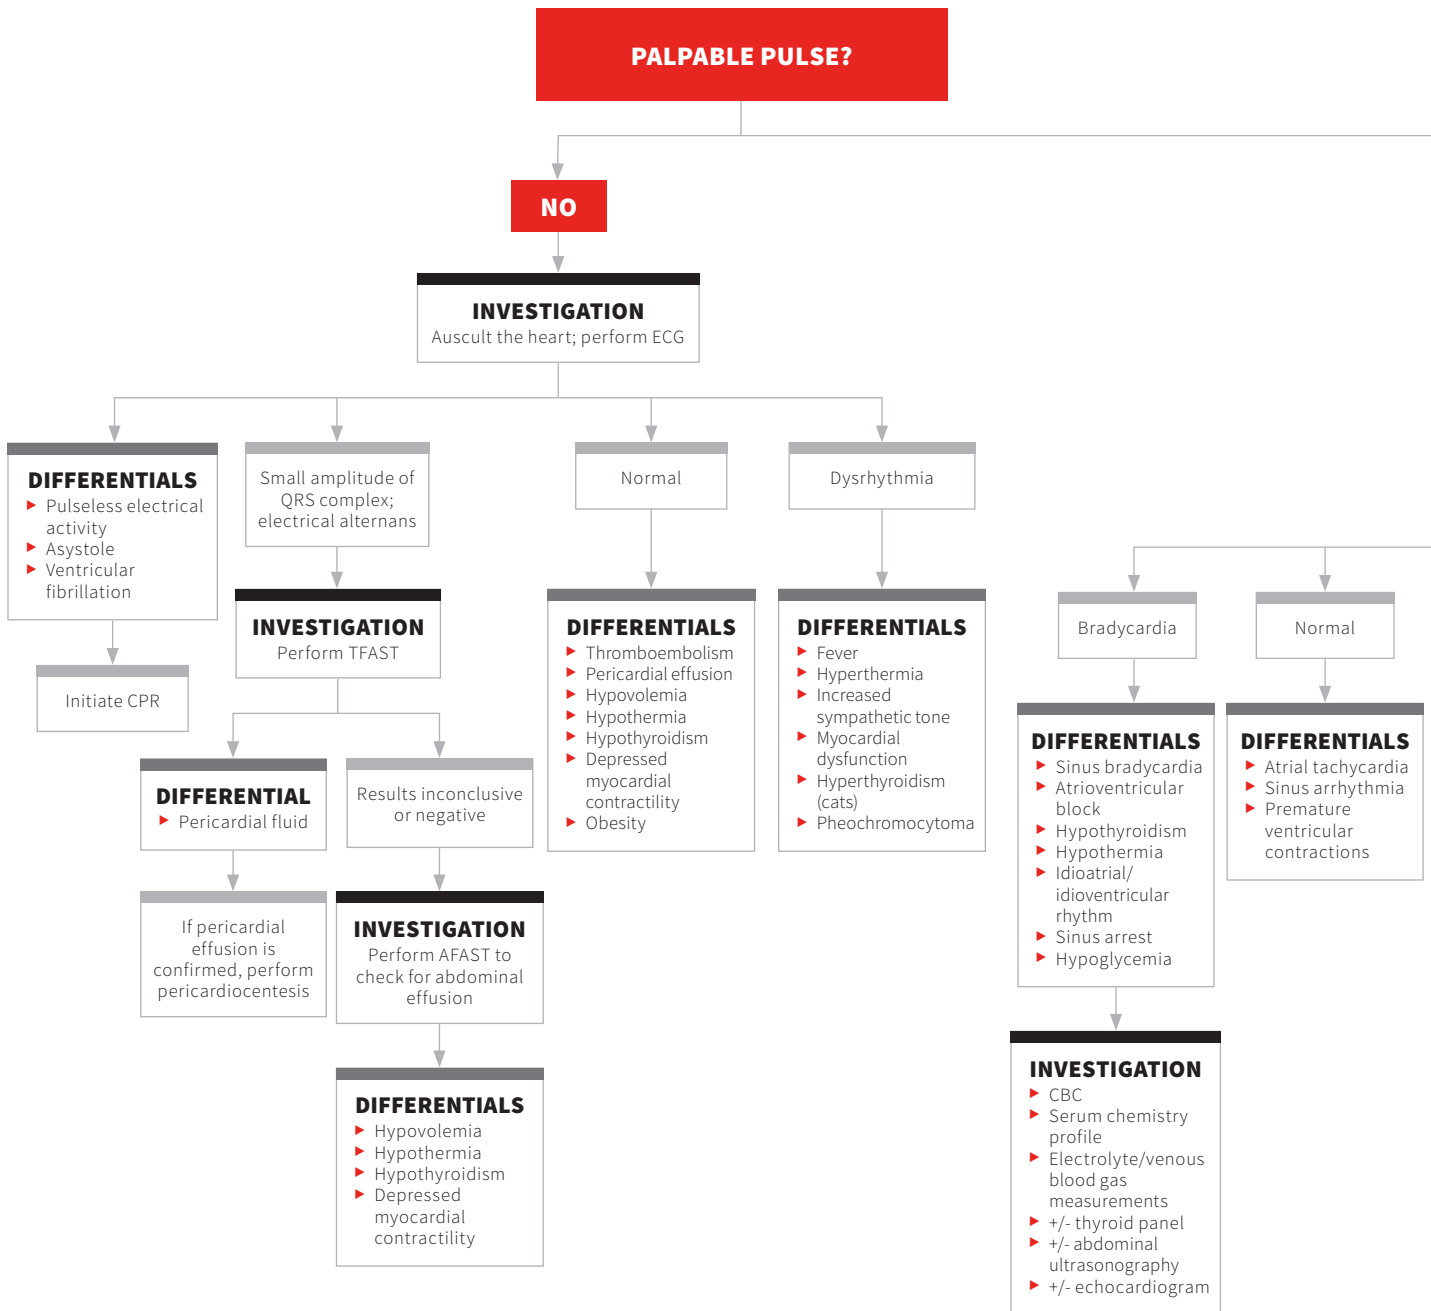 PALPABLE PULSE?
NO
INVESTIGATION
Auscult the heart; perform ECG
DIFFERENTIALS
Pulseless electrical
activity
Asystole
Ventricular
fibrillation
Initiate CPR
Small amplitude of
QRS complex;
electrical alternans
INVESTIGATION
Perform TFAST
DIFFERENTIAL
Pericardial fluid
If pericardial
effusion is
confirmed, perform
pericardiocentesis
Results inconclusive
or negative
INVESTIGATION
Perform AFAST to
check for abdominal
effusion
DIFFERENTIALS
Hypovolemia
Hypothermia
Hypothyroidism
Depressed
myocardial
contractility
Normal
DIFFERENTIALS
Thromboembolism
Pericardial effusion
Hypovolemia
Hypothermia
Hypothyroidism
Depressed
myocardial
contractility
Obesity
Dysrhythmia
DIFFERENTIALS
Fever
Hyperthermia
Increased
sympathetic tone
Myocardial
dysfunction
Hyperthyroidism
(cats)
Pheochromocytoma
Bradycardia
DIFFERENTIALS
Sinus bradycardia
Atrioventricular
block
Hypothyroidism
Hypothermia
Idioatrial/
idioventricular
rhythm
Sinus arrest
Hypoglycemia
INVESTIGATION
CBC
Serum chemistry
profile
Electrolyte/venous
blood gas
measurements
+/- thyroid panel
+/- abdominal
ultrasonography
+/- echocardiogram
Normal
DIFFERENTIALS
Atrial tachycardia
Sinus arrhythmia
Premature
ventricular
contractions